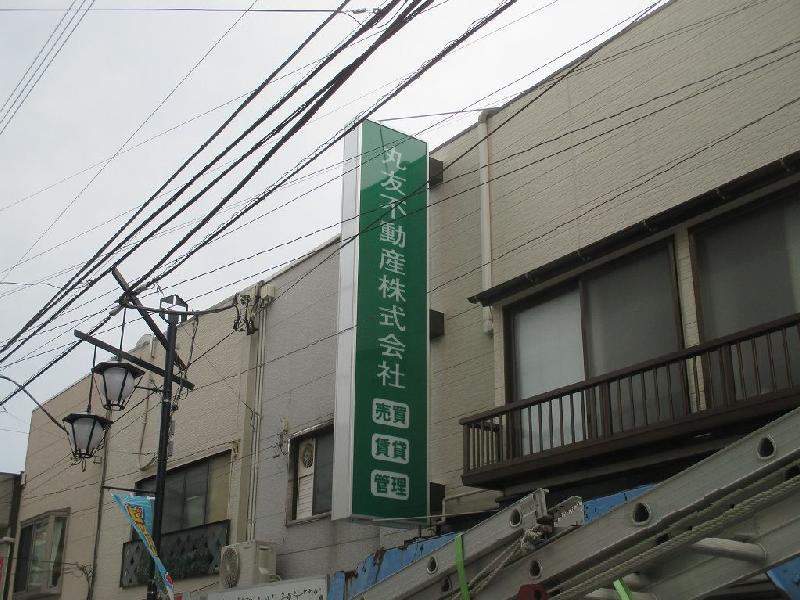 丸友不動産株式会社
売買
賃貸
管理